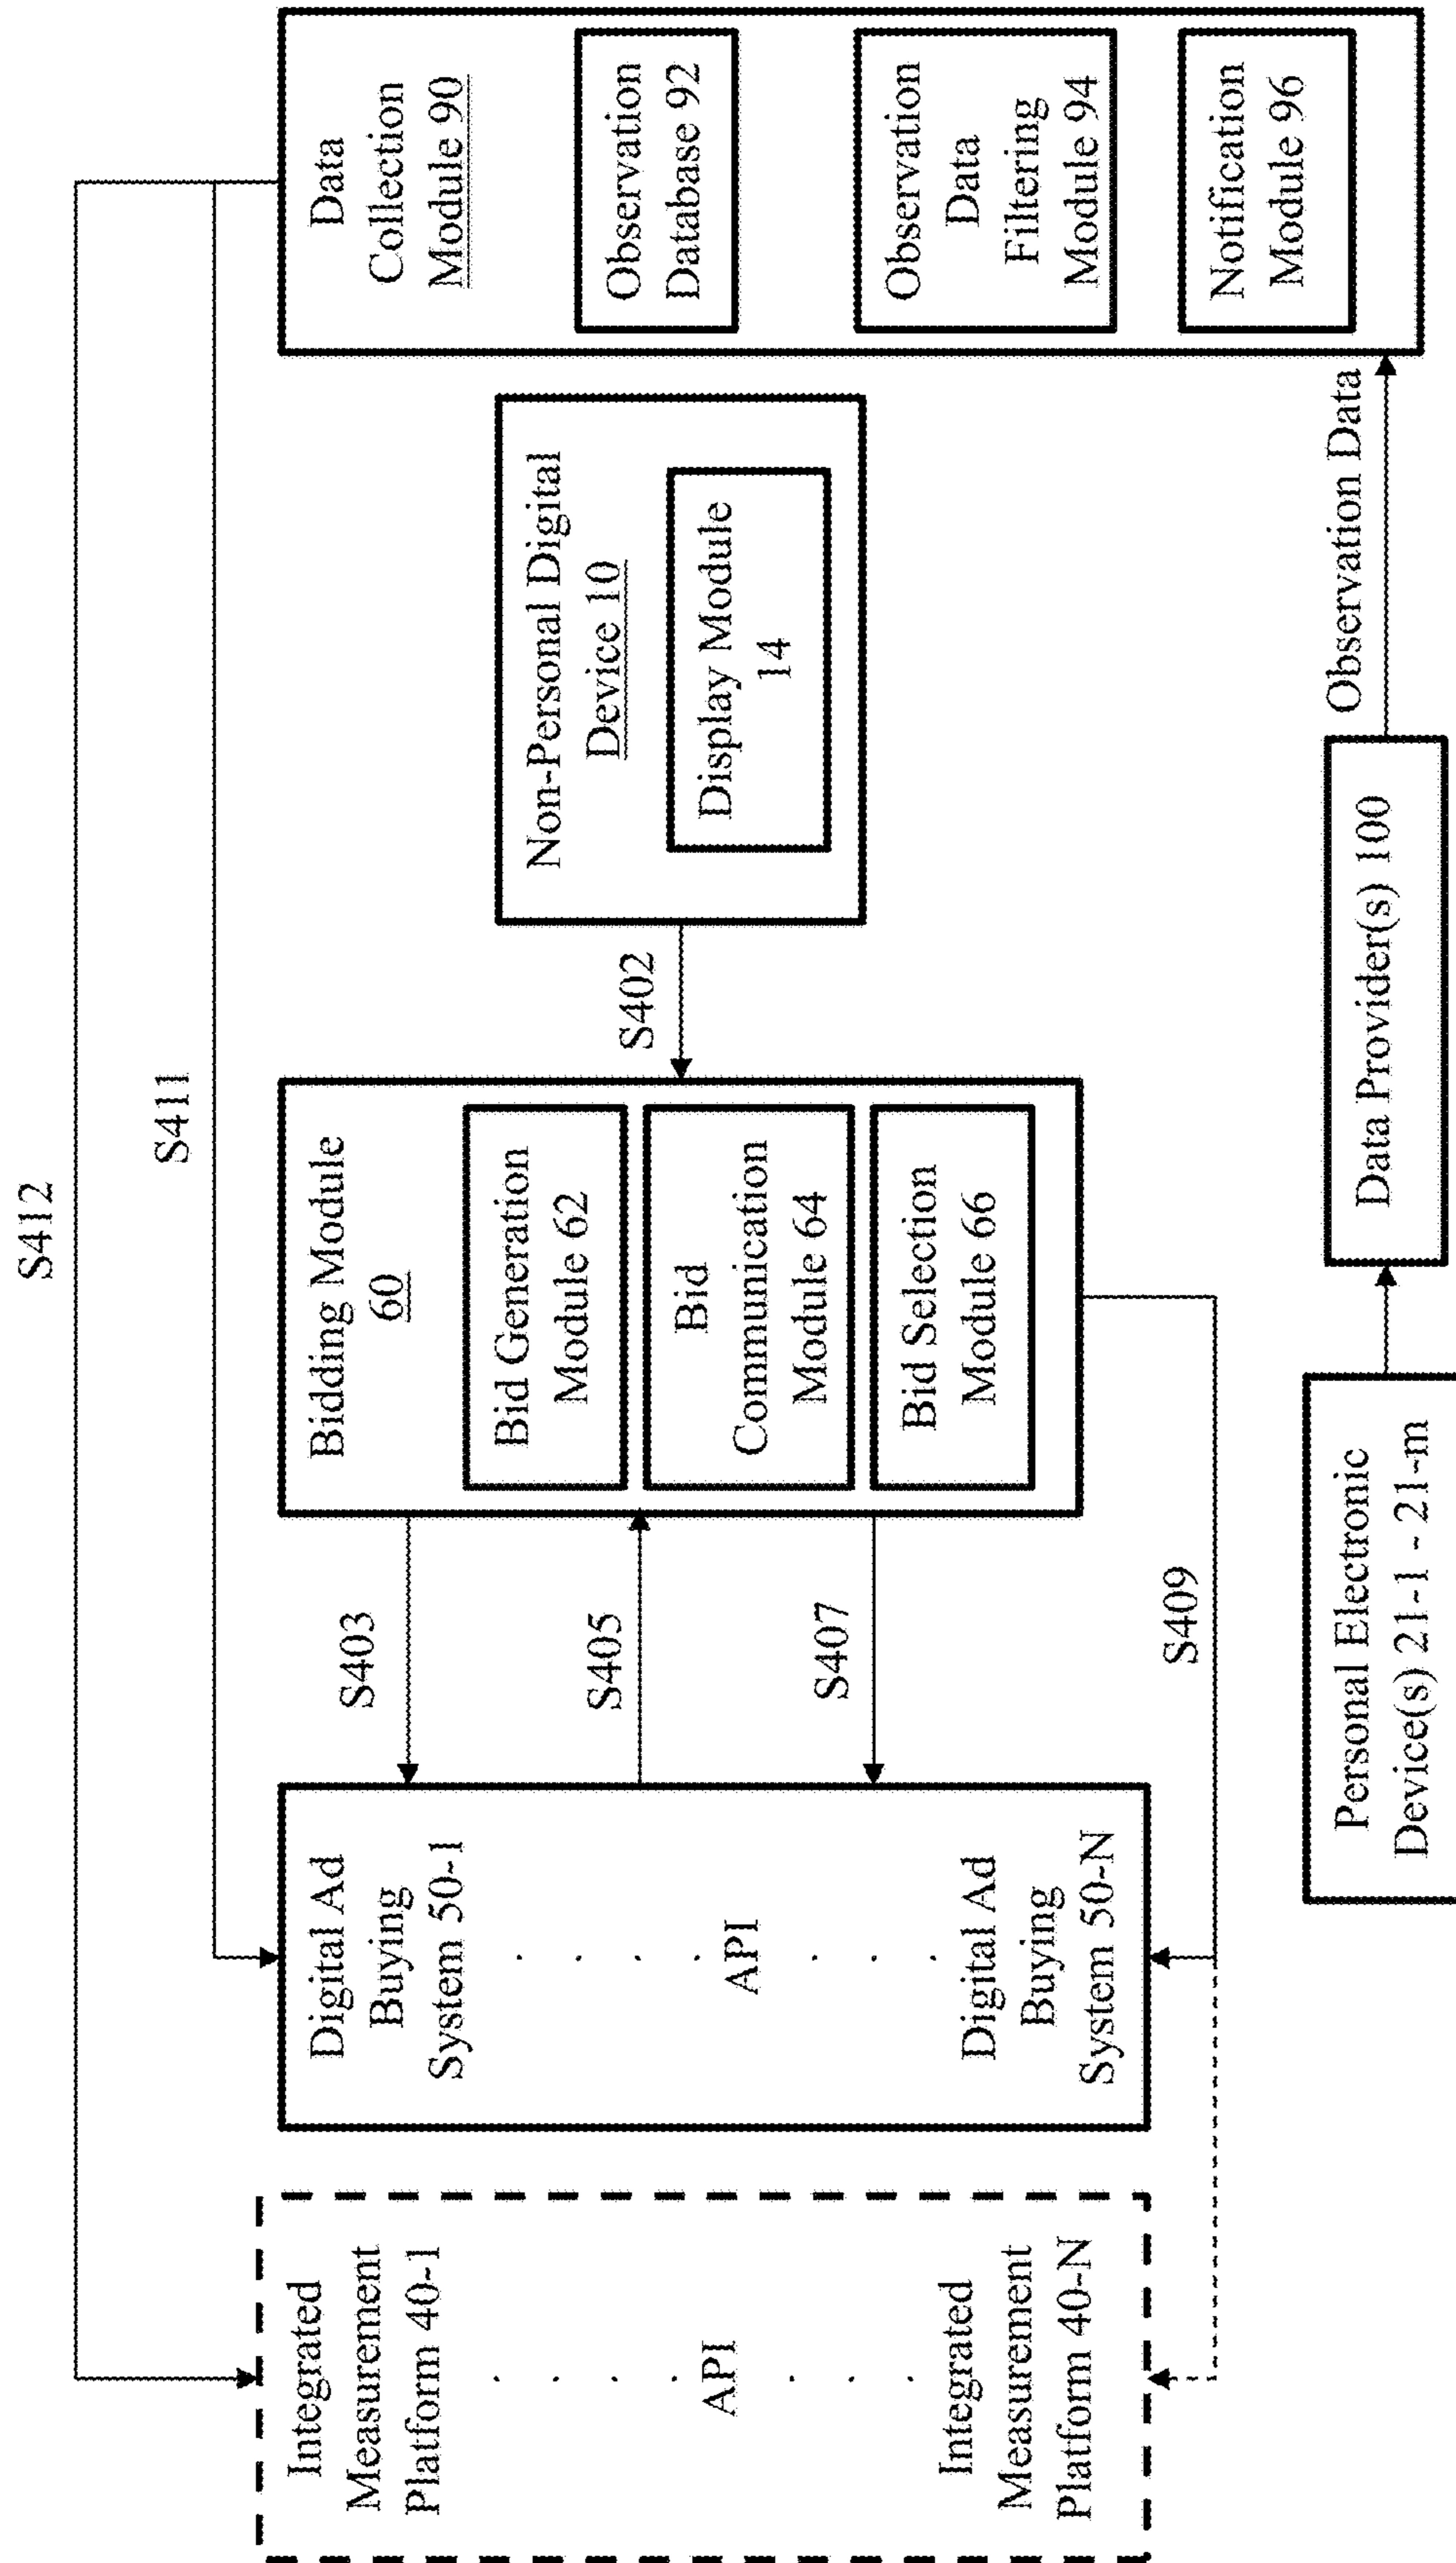 S412
S411
Integrated
Measurement
Platform 40-1
API
Integrated
Measurement
Platform 40-N
Digital Ad
Buying
System 50-1
API
Digital Ad
Buying
System 50-N
S403
S405
S407
S409
Bidding Module
60
Bid Generation
Module 62
Bid
Communication
Module 64
Bid Selection
Module 66
S402
Non-Personal Digital
Device 10
Display Module
14
Data
Collection
Module 90
Observation
Database 92
Observation
Data
Filtering
Module 94
Notification
Module 96
Personal Electronic
Device(s) 21-1 - 21-m
Data Provider(s) 100
Observation Data